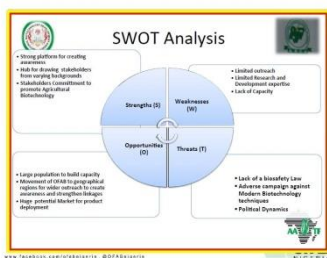 SWOT Analysis
• Strong platform for creating
awareness
• Hub for drawing stakeholders
from varying backgrounds
• Stakeholders Commitment to
promote Agricultural
Biotechnology
• Limited outreach
• Limited Research and
Development expertise
• Lack of Capacity
Strengths (S)
Weaknesses
(W)
Opportunities
(O)
Threats (T)
• Large population to build capacity
• Movement of OFAB to geographical
regions for wider outreach to create
awareness and strengthen linkages
• Huge potential Market for product
deployment
• Lack of a biosafety Law
• Adverse campaign against
Modern Biotechnology
techniques
• Political Dynamics